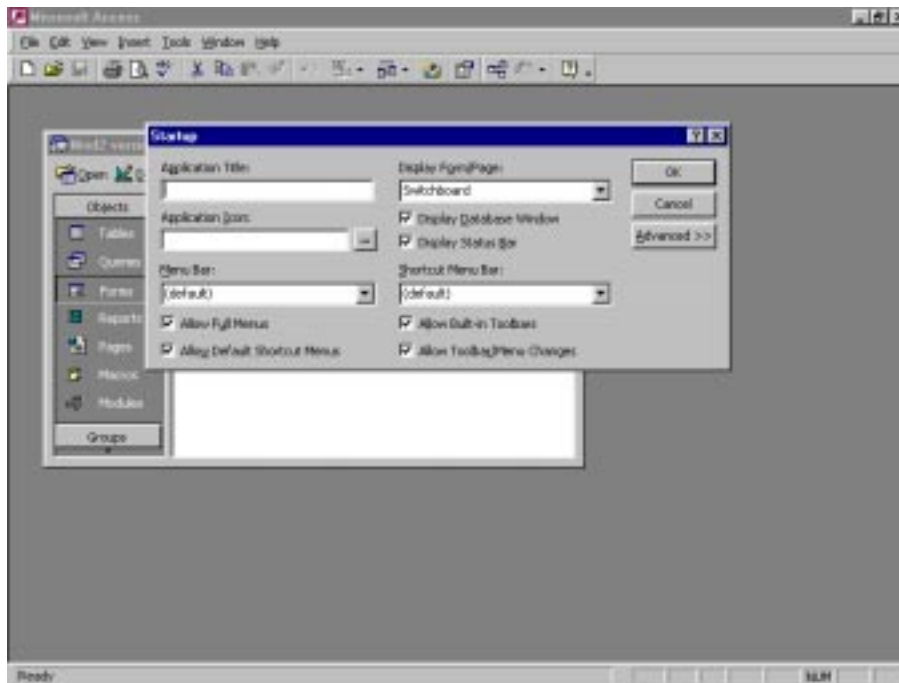 Microsoft Access
File Edit View Insert Tools Window Help
Startup
Open
Objects
Tables
Queries
Forms
Reports
Pages
Macros
Modules
Groups
Application Title:
Application Icon:
Menu Bar:
(default)
Allow Full Menus
Allow Default Shortcut Menus
Display Form/Page:
Switchboard
Display Database Window
Display Status Bar
Shortcut Menu Bar:
(default)
Allow Built-in Toolbars
Allow Toolbar/Menu Changes
OK
Cancel
Advanced >>
Ready
NUM